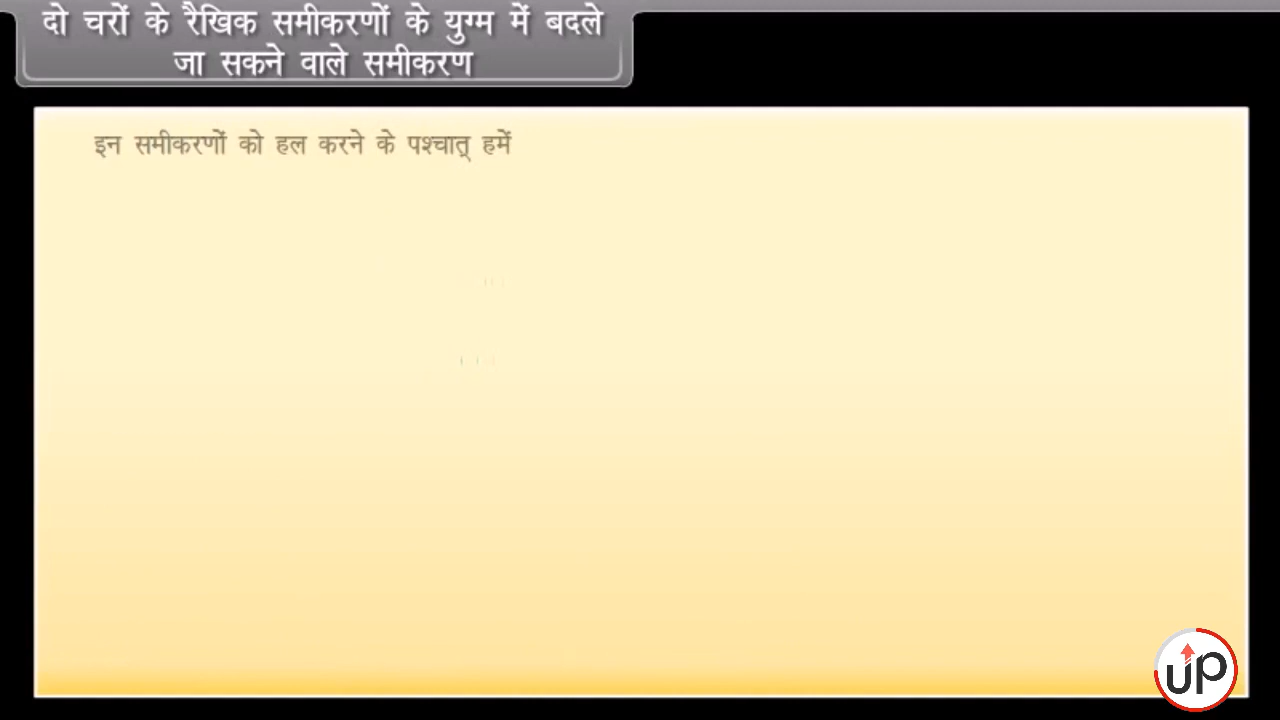 दो चरों के रैखिक समीकरणों के युग्म में बदले
जा सकने वाले समीकरण
इन समीकरणों को हल करने के पश्चात् हमें
up